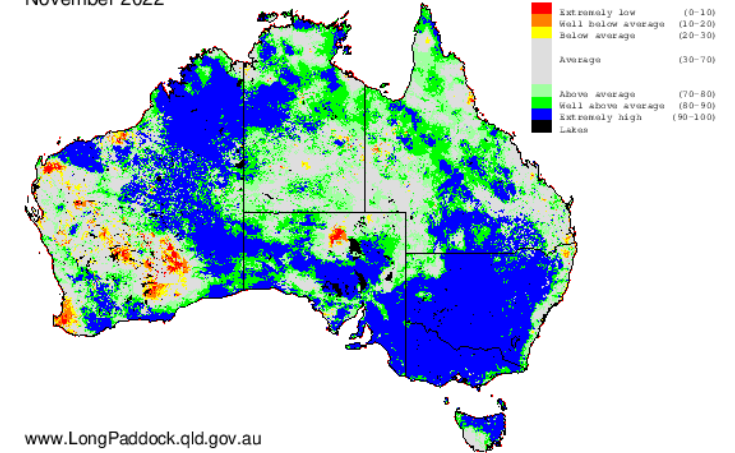 November 2022
Extremely low (0-10)
Well below average (10-20)
Below average (20-30)
Average (30-70)
Above average (70-80)
Well above average (80-90)
Extremely high (90-100)
Lakes
www.LongPaddock.qld.gov.au